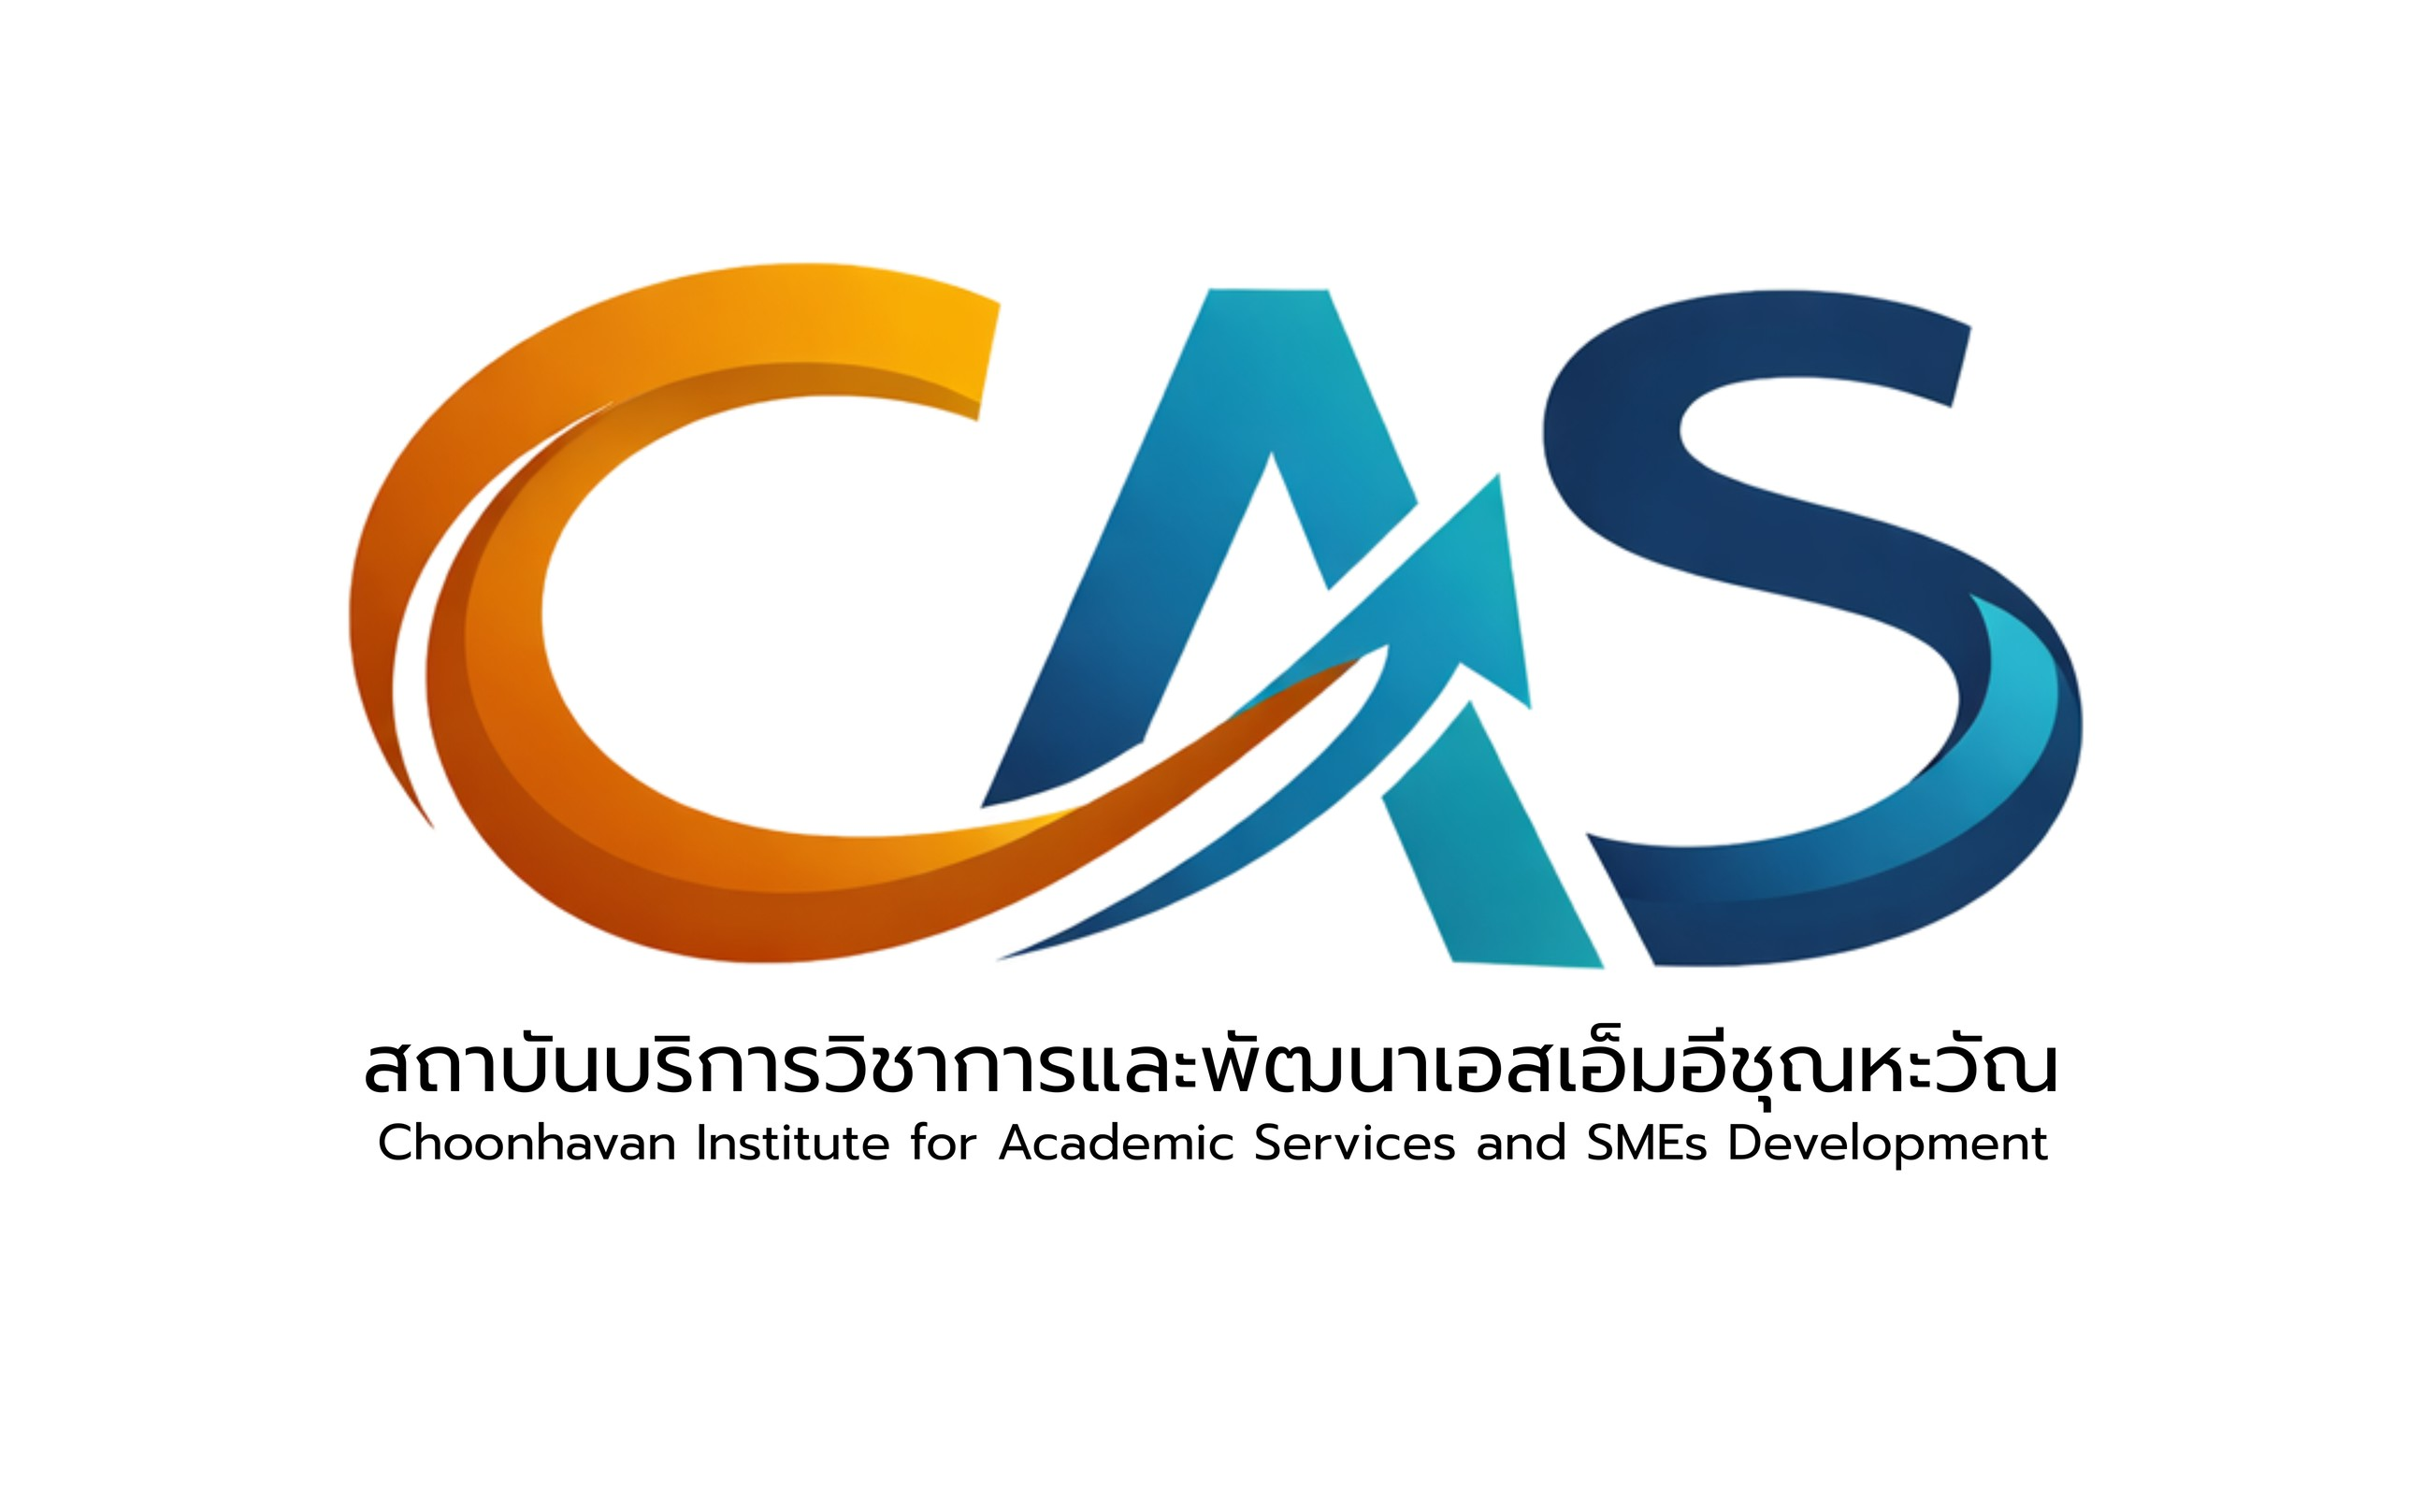 CAS
สถาบันบริการวิชาการและพัฒนาเอสเอ็มอีชุณหะวัณ
Choonhavan Institute for Academic Services and SMEs Development